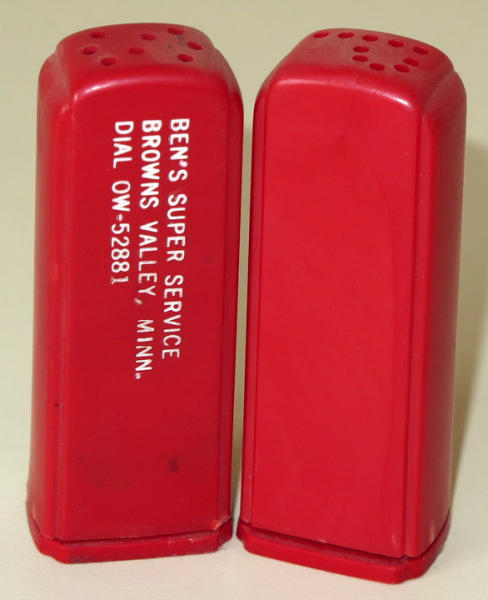 BEN'S SUPER SERVICE
BROWNS VALLEY, MINN.
DIAL OW-52881